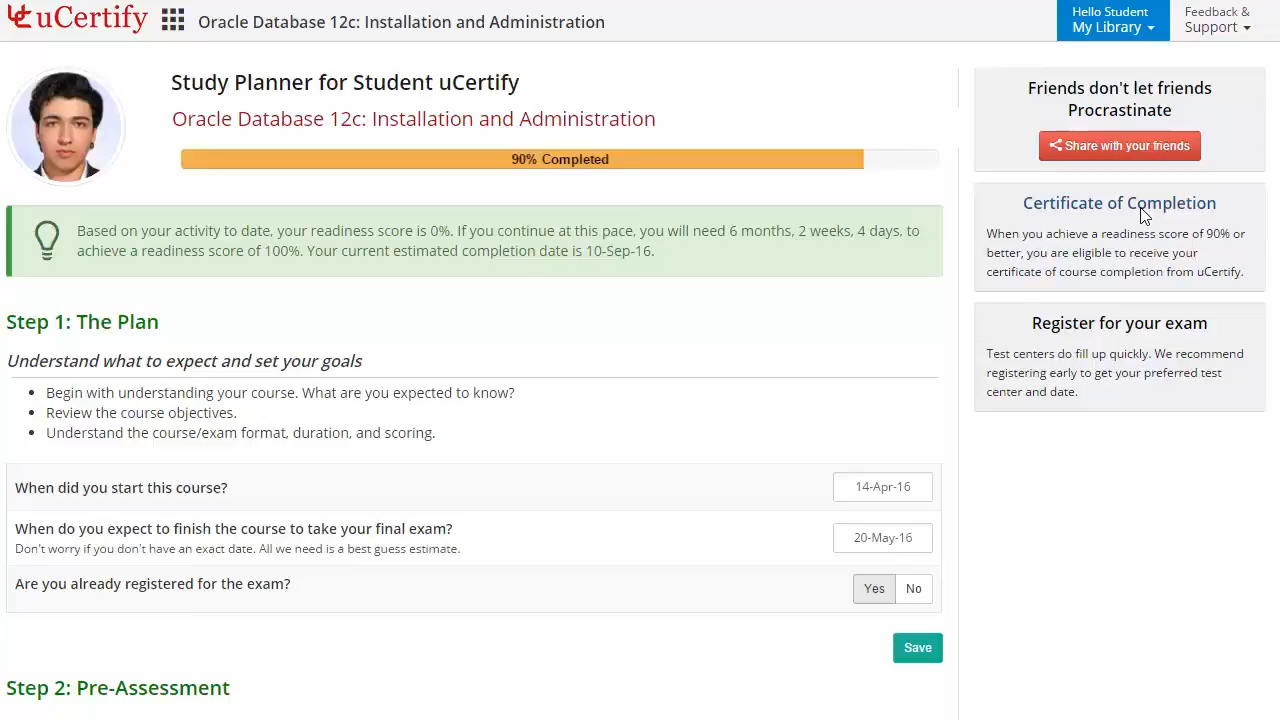 uCertify
Oracle Database 12c: Installation and Administration
Hello Student
My Library
Feedback &
Support
Study Planner for Student uCertify
Oracle Database 12c: Installation and Administration
90% Completed
Based on your activity to date, your readiness score is 0%. If you continue at this pace, you will need 6 months, 2 weeks, 4 days, to
achieve a readiness score of 100%. Your current estimated completion date is 10-Sep-16.
Step 1: The Plan
Understand what to expect and set your goals
Begin with understanding your course. What are you expected to know?
Review the course objectives.
Understand the course/exam format, duration, and scoring.
When did you start this course?
14-Apr-16
When do you expect to finish the course to take your final exam?
Don't worry if you don't have an exact date. All we need is a best guess estimate.
20-May-16
Are you already registered for the exam?
Yes No
Save
Step 2: Pre-Assessment
Friends don't let friends
Procrastinate
Share with your friends
Certificate of Completion
When you achieve a readiness score of 90% or
better, you are eligible to receive your
certificate of course completion from uCertify.
Register for your exam
Test centers do fill up quickly. We recommend
registering early to get your preferred test
center and date.